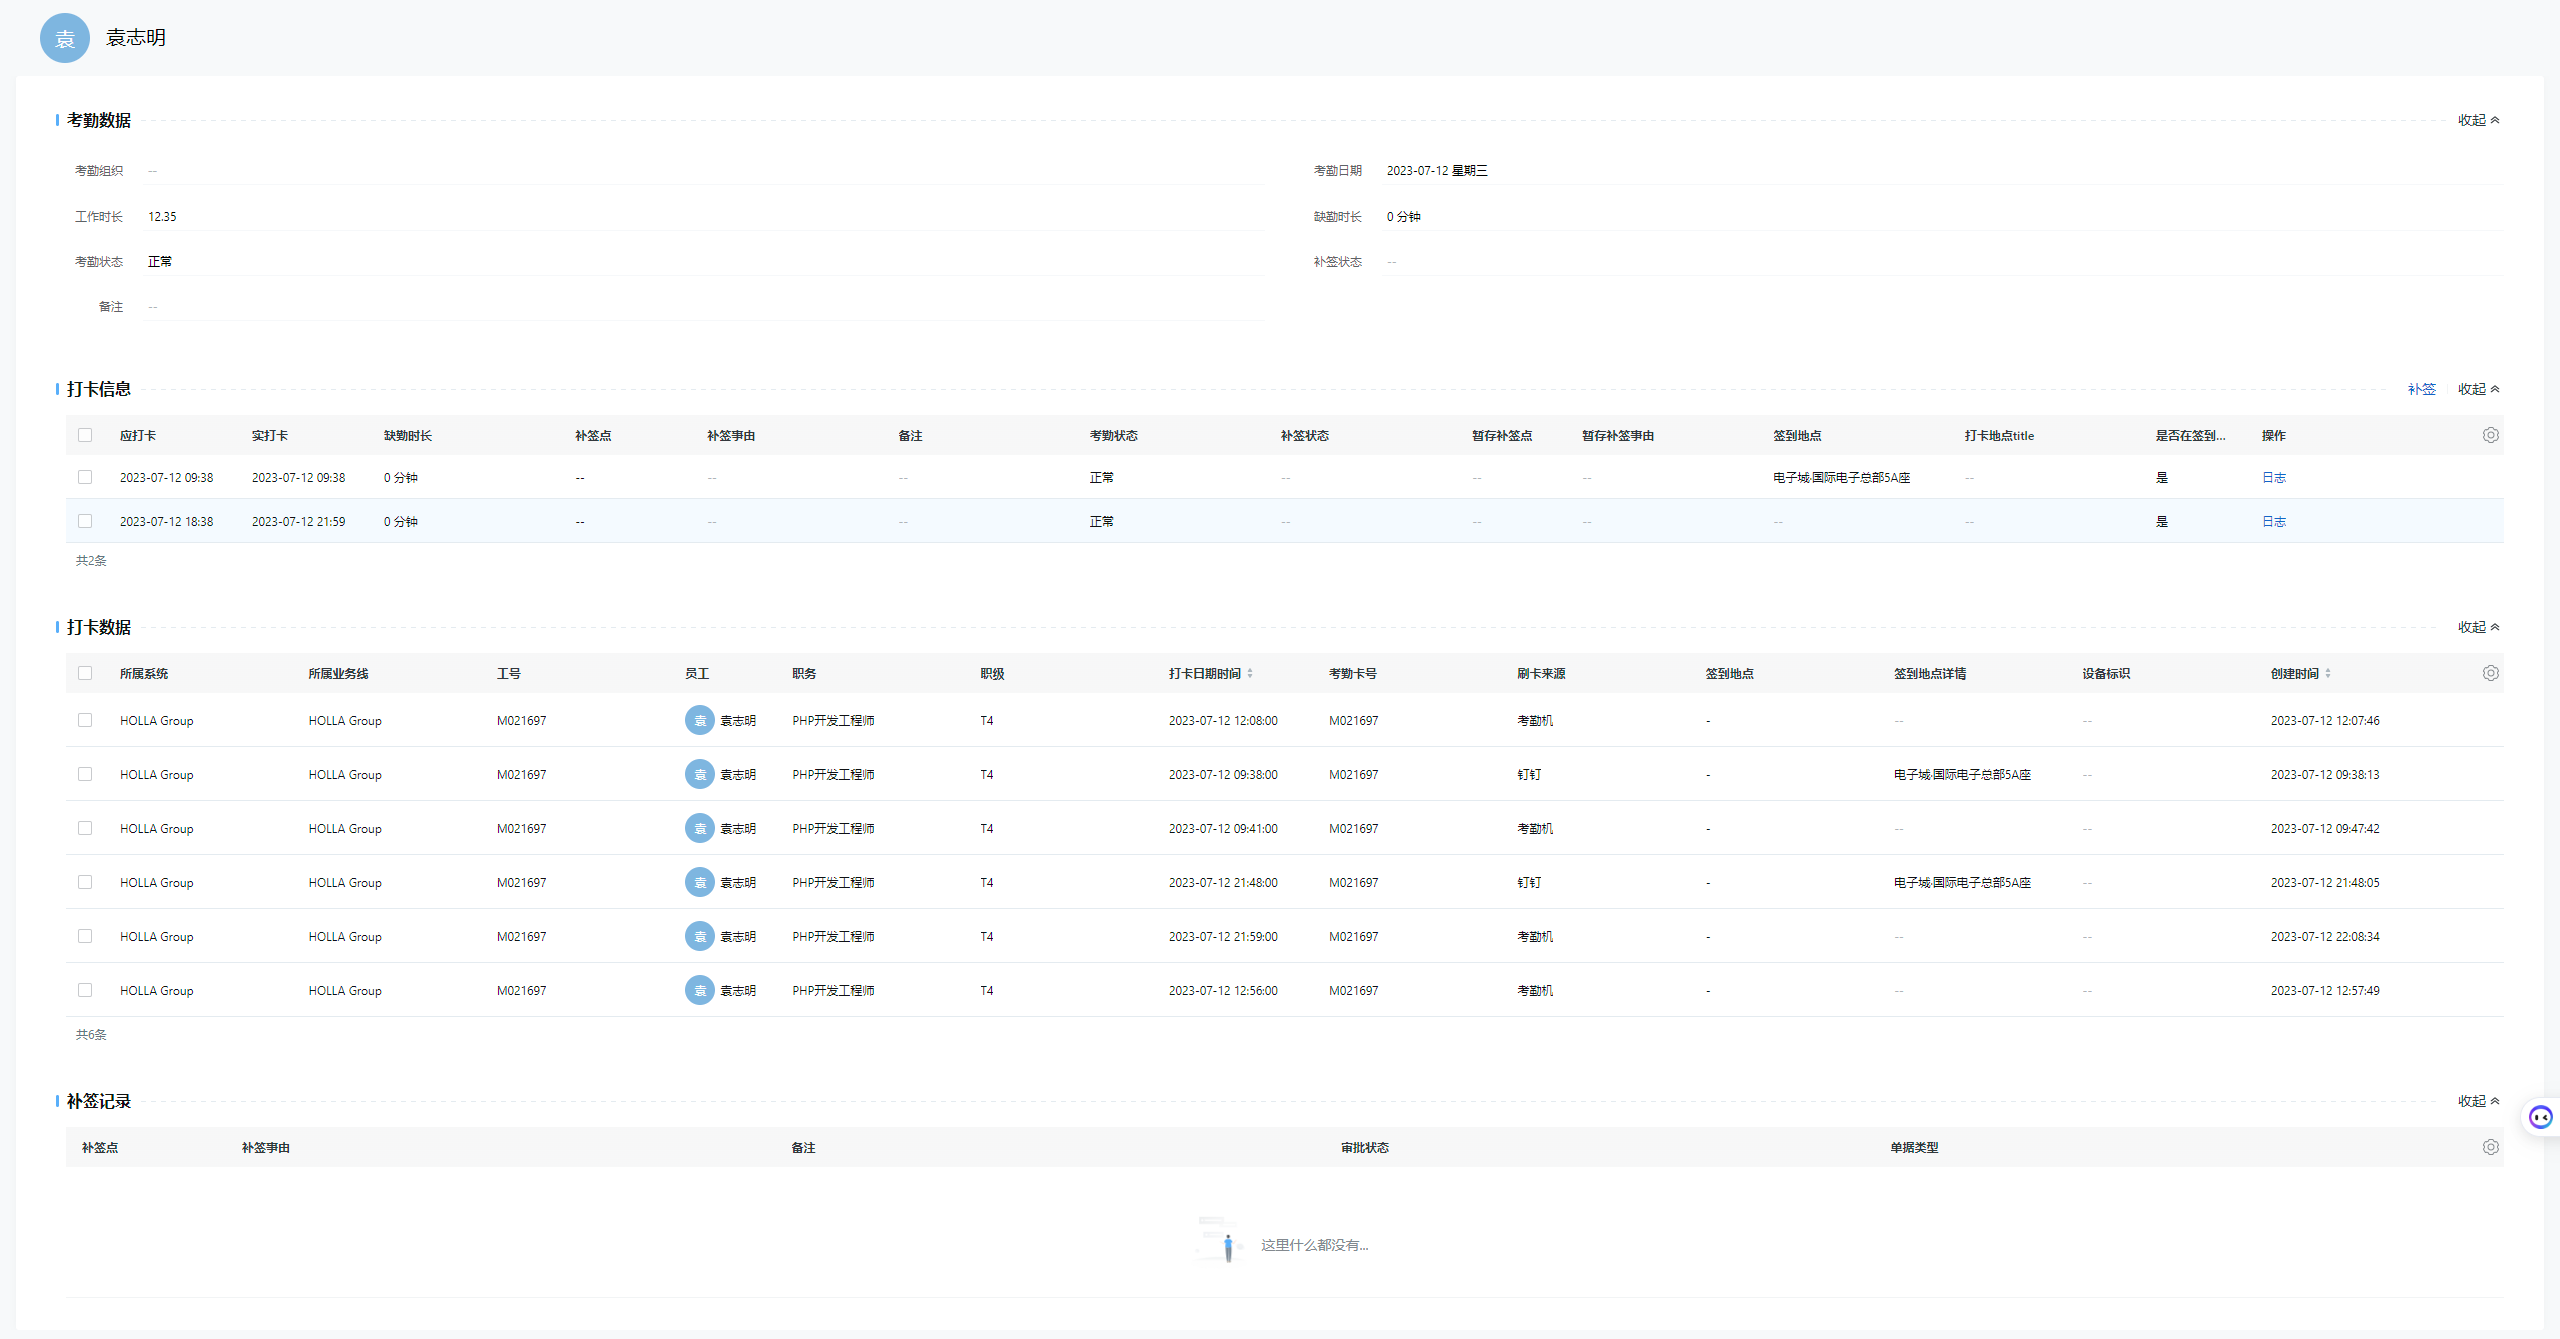 袁 袁志明
考勤数据 收起
考勤组织 -- 考勤日期 2023-07-12 星期三
工作时长 12.35 缺勤时长 0 分钟
考勤状态 正常 补签状态 --
备注 --
打卡信息 补签 收起
应打卡 实打卡 缺勤时长 补签点 补签事由 备注 考勤状态 补签状态 暂存补签点 暂存补签事由 签到地点 打卡地点title 是否在签到... 操作
2023-07-12 09:38 2023-07-12 09:38 0 分钟 -- -- -- 正常 -- -- -- 电子城·国际电子总部5A座 -- 是 日志
2023-07-12 18:38 2023-07-12 21:59 0 分钟 -- -- -- 正常 -- -- -- -- -- 是 日志
共2条
打卡数据 收起
所属系统 所属业务线 工号 员工 职务 职级 打卡日期时间 考勤卡号 刷卡来源 签到地点 签到地点详情 设备标识 创建时间
HOLLA Group HOLLA Group M021697 袁 袁志明 PHP开发工程师 T4 2023-07-12 12:08:00 M021697 考勤机 - -- -- 2023-07-12 12:07:46
HOLLA Group HOLLA Group M021697 袁 袁志明 PHP开发工程师 T4 2023-07-12 09:38:00 M021697 钉钉 - 电子城·国际电子总部5A座 -- 2023-07-12 09:38:13
HOLLA Group HOLLA Group M021697 袁 袁志明 PHP开发工程师 T4 2023-07-12 09:41:00 M021697 考勤机 - -- -- 2023-07-12 09:47:42
HOLLA Group HOLLA Group M021697 袁 袁志明 PHP开发工程师 T4 2023-07-12 21:48:00 M021697 钉钉 - 电子城·国际电子总部5A座 -- 2023-07-12 21:48:05
HOLLA Group HOLLA Group M021697 袁 袁志明 PHP开发工程师 T4 2023-07-12 21:59:00 M021697 考勤机 - -- -- 2023-07-12 22:08:34
HOLLA Group HOLLA Group M021697 袁 袁志明 PHP开发工程师 T4 2023-07-12 12:56:00 M021697 考勤机 - -- -- 2023-07-12 12:57:49
共6条
补签记录 收起
补签点 补签事由 备注 审批状态 单据类型
这里什么都没有...